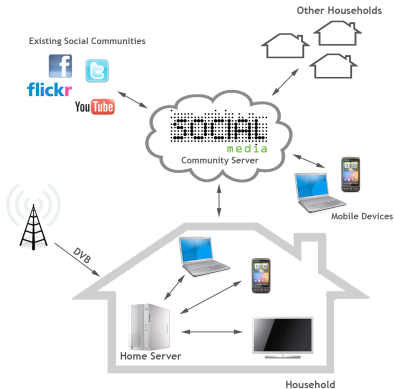 Other Households
Existing Social Communities
f
t
flickr
YouTube
SOCIAL
media
Community Server
Mobile Devices
DVB
Home Server
Household